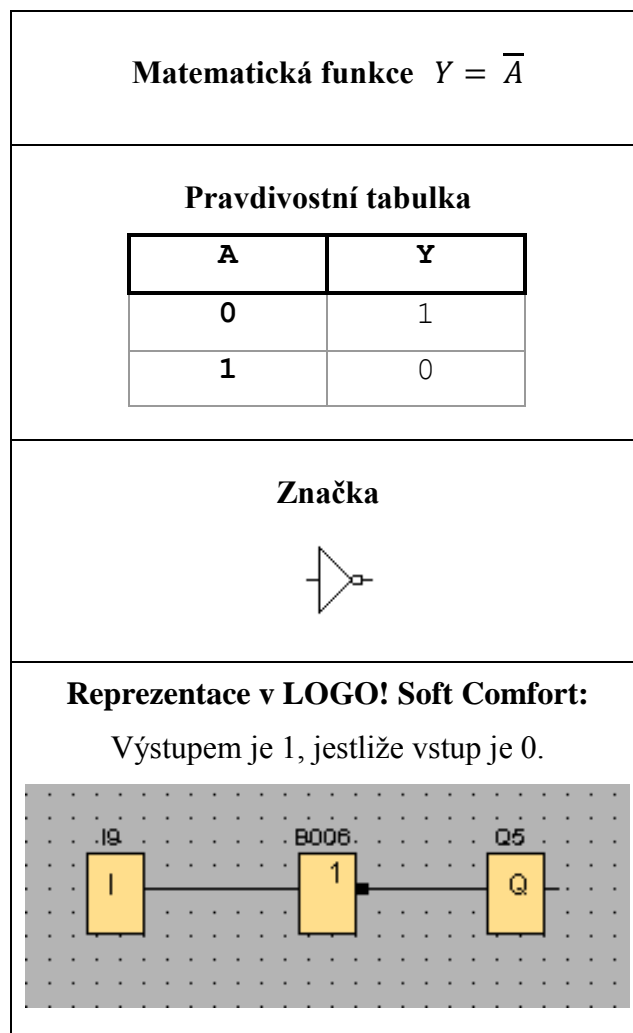 Matematická funkce Y = A̅
Pravdivostní tabulka
A Y
0 1
1 0
Značka
Reprezentace v LOGO! Soft Comfort:
Výstupem je 1, jestliže vstup je 0.
I9 B006 Q5
I 1 Q